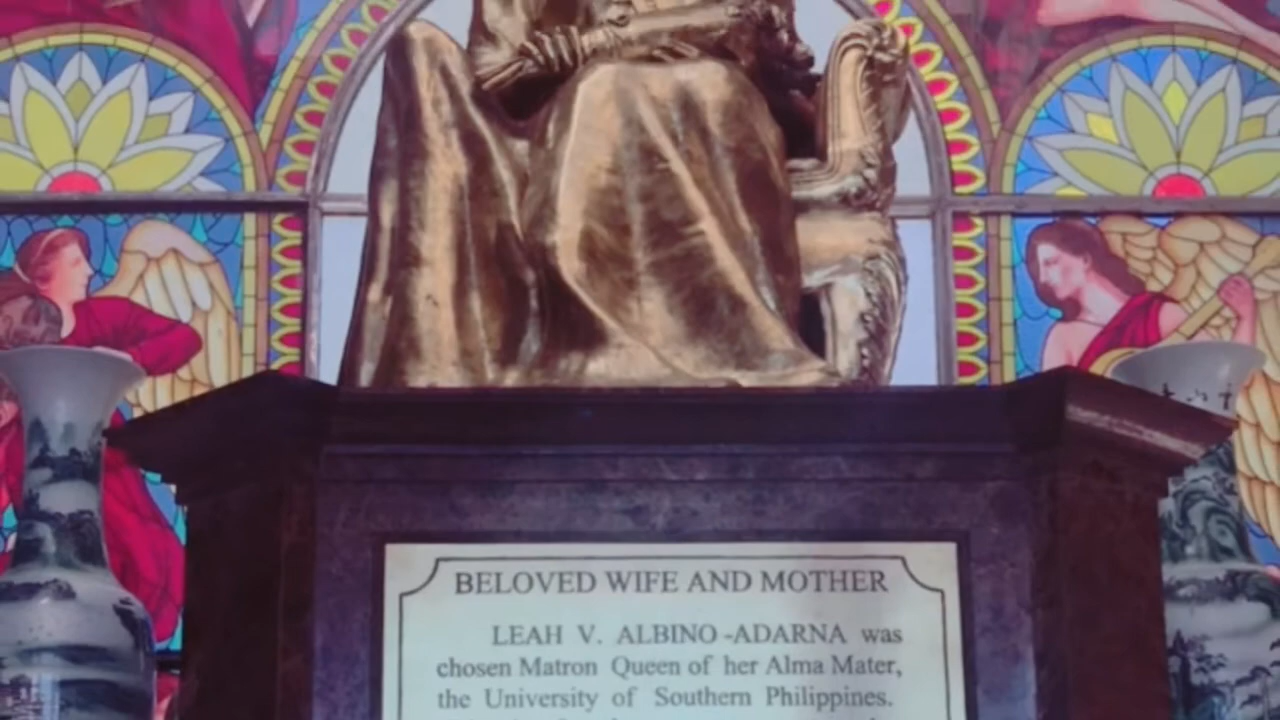 BELOVED WIFE AND MOTHER
LEAH V. ALBINO-ADARNA was
chosen Matron Queen of her Alma Mater,
the University of Southern Philippines.